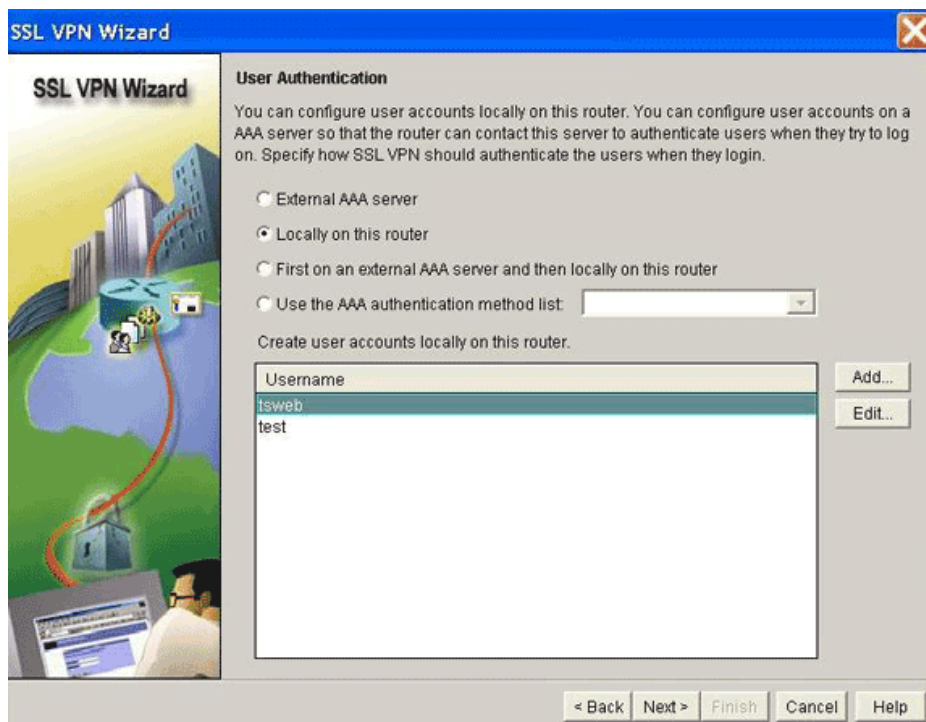 SSL VPN Wizard
SSL VPN Wizard
User Authentication
You can configure user accounts locally on this router. You can configure user accounts on a
AAA server so that the router can contact this server to authenticate users when they try to log
on. Specify how SSL VPN should authenticate the users when they login.
External AAA server
Locally on this router
First on an external AAA server and then locally on this router
Use the AAA authentication method list:
Create user accounts locally on this router.
Username
tsweb
test
Add...
Edit...
< Back
Next >
Finish
Cancel
Help